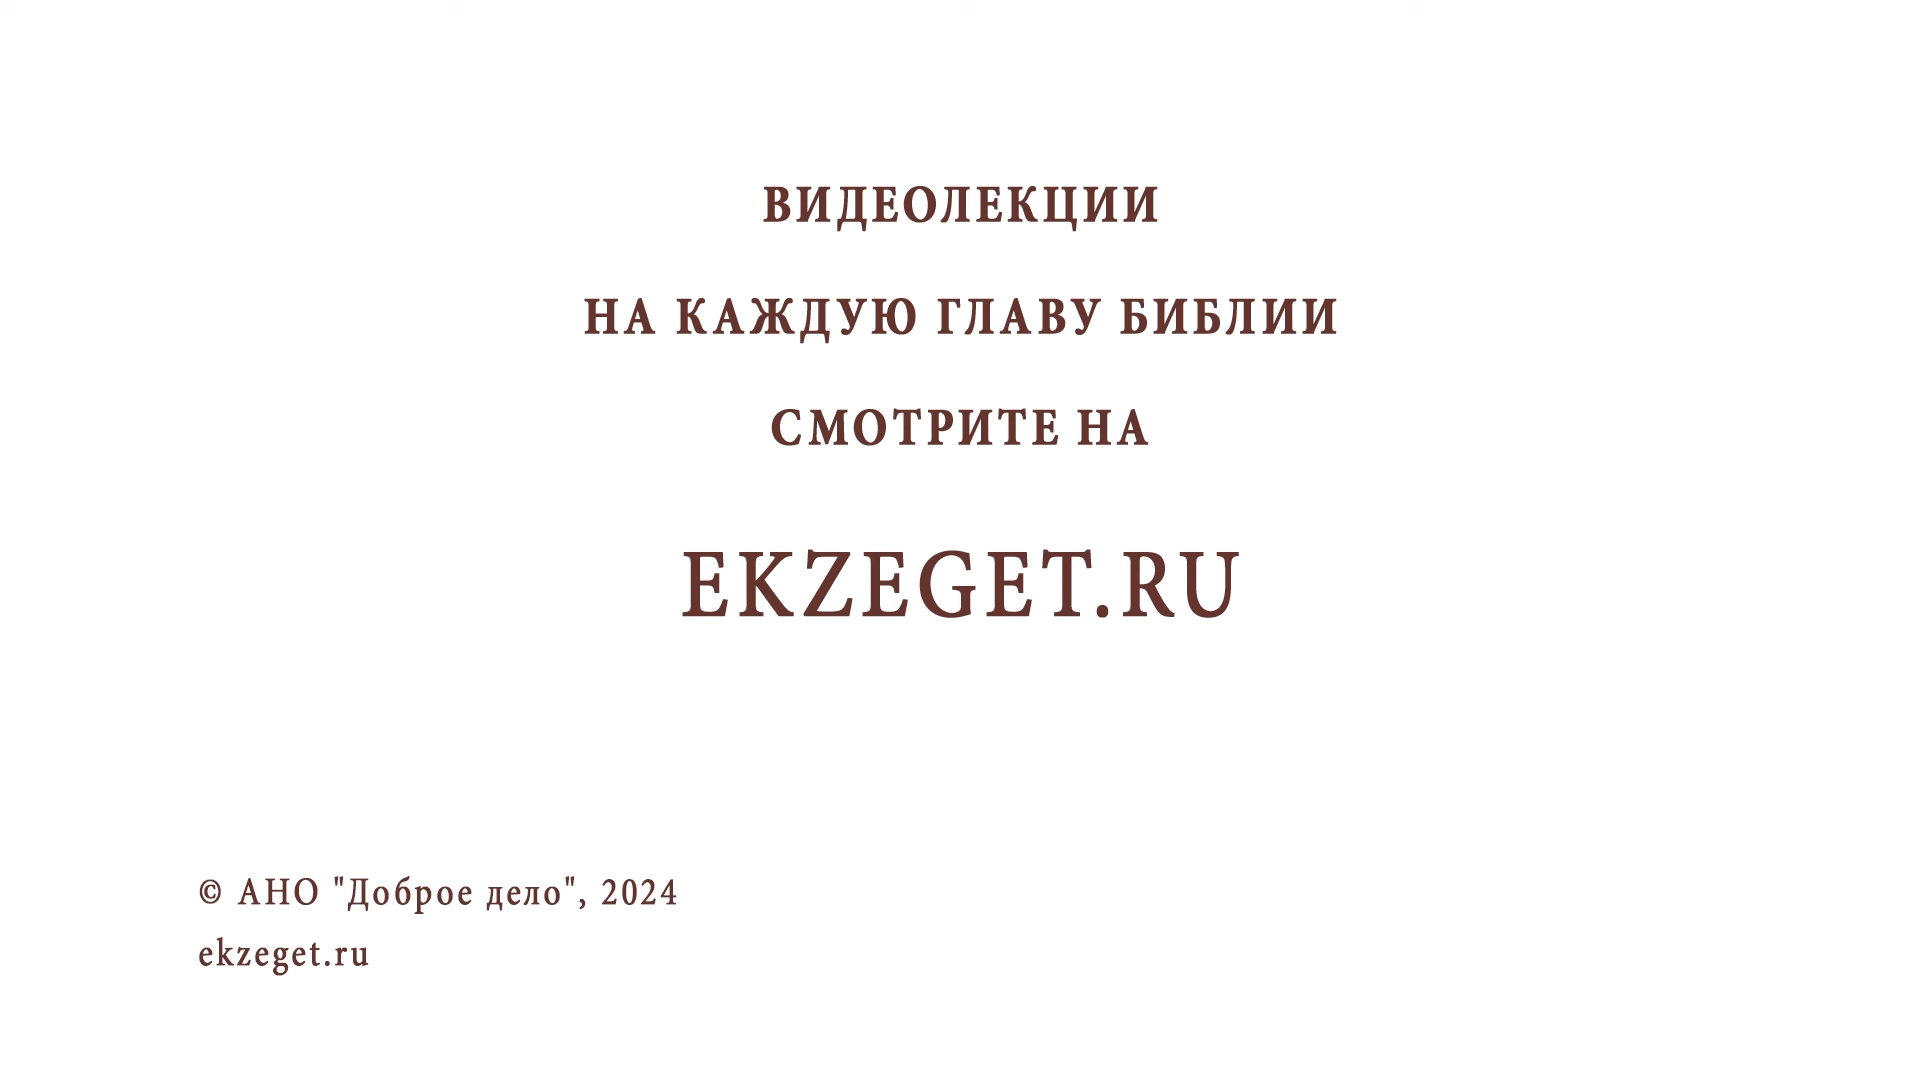 ВИДЕОЛЕКЦИИ
НА КАЖДУЮ ГЛАВУ БИБЛИИ
СМОТРИТЕ НА
EKZEGET.RU
© АНО "Доброе дело", 2024
ekzeget.ru